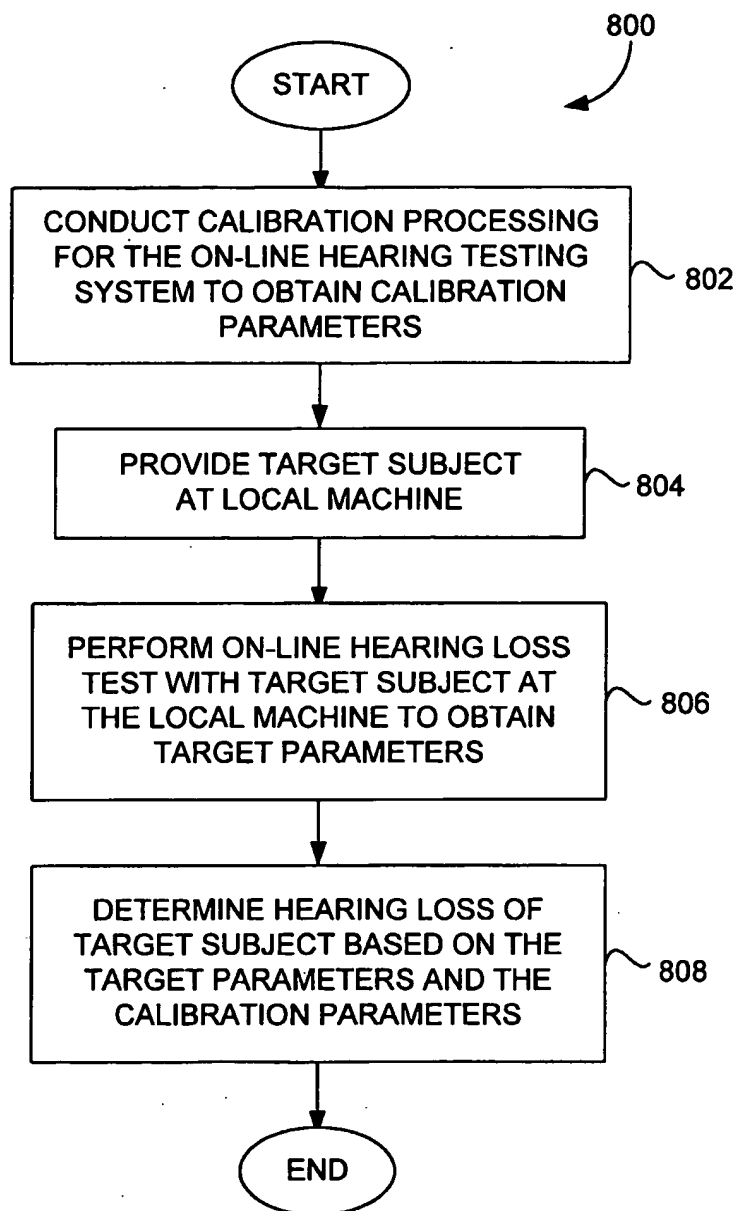 800
START
CONDUCT CALIBRATION PROCESSING
FOR THE ON-LINE HEARING TESTING
SYSTEM TO OBTAIN CALIBRATION
PARAMETERS
802
PROVIDE TARGET SUBJECT
AT LOCAL MACHINE
804
PERFORM ON-LINE HEARING LOSS
TEST WITH TARGET SUBJECT AT
THE LOCAL MACHINE TO OBTAIN
TARGET PARAMETERS
806
DETERMINE HEARING LOSS OF
TARGET SUBJECT BASED ON THE
TARGET PARAMETERS AND THE
CALIBRATION PARAMETERS
808
END